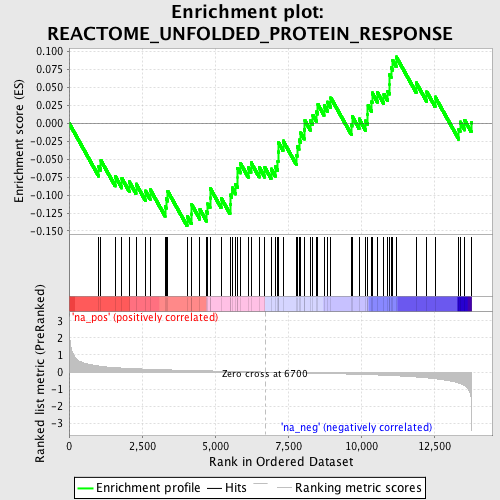 Enrichment plot:
REACTOME_UNFOLDED_PROTEIN_RESPONSE
Enrichment score (ES)
0.100
0.075
0.050
0.025
0.000
-0.025
-0.050
-0.075
-0.100
-0.125
-0.150
'na_pos' (positively correlated)
Ranked list metric (PreRanked)
3
2
1
0
-1
-2
-3
Zero cross at 6700
'na_neg' (negatively correlated)
0
2,500
5,000
7,500
10,000
12,500
Rank in Ordered Dataset
Enrichment profile
Hits
Ranking metric scores